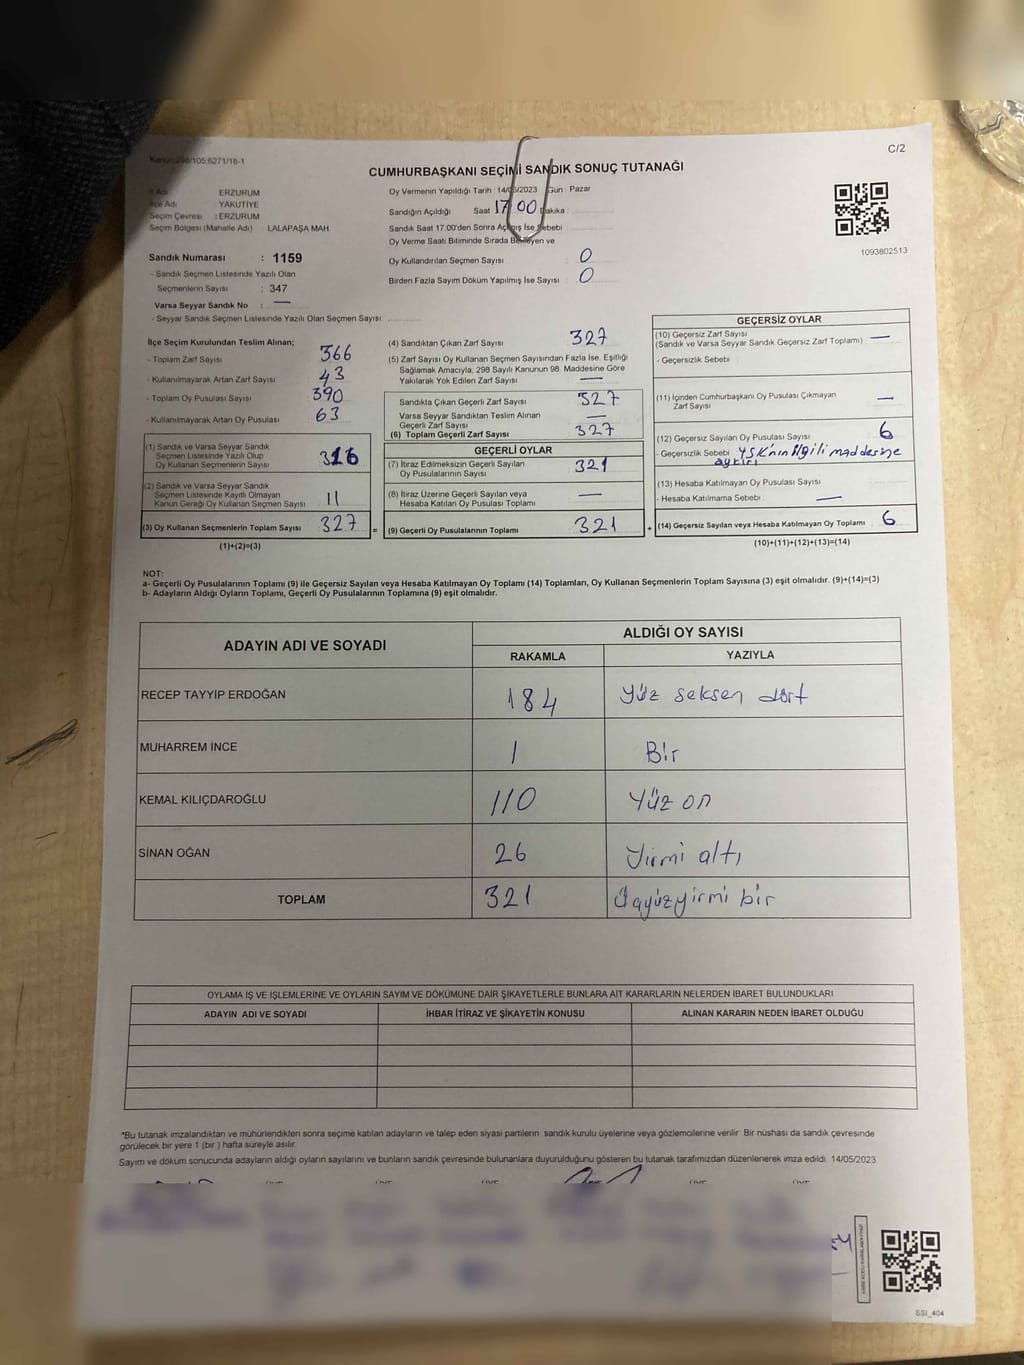 Kanun:298/105:6271/18-1
C/2
CUMHURBAŞKANI SEÇİMİ SANDIK SONUÇ TUTANAĞI
İl Adı ERZURUM
İlçe Adı YAKUTİYE
Seçim Çevresi : ERZURUM
Seçim Bölgesi (Mahalle Adı) LALAPAŞA MAH.
Oy Vermenin Yapıldığı Tarih : 14/05/2023 Gün : Pazar
Sandığın Açıldığı Saat 17 00 Dakika
Sandık Saat 17:00'den Sonra Açılmış İse Sebebi
Oy Verme Saati Bitiminde Sırada Bekleyen ve
Oy Kullandırılan Seçmen Sayısı : 0
Birden Fazla Sayım Döküm Yapılmış İse Sayısı : 0
1093802513
Sandık Numarası : 1159
- Sandık Seçmen Listesinde Yazılı Olan
Seçmenlerin Sayısı : 347
Varsa Seyyar Sandık No : —
- Seyyar Sandık Seçmen Listesinde Yazılı Olan Seçmen Sayısı :
İlçe Seçim Kurulundan Teslim Alınan;
- Toplam Zarf Sayısı : 366
- Kullanılmayarak Artan Zarf Sayısı : 43
- Toplam Oy Pusulası Sayısı : 390
- Kullanılmayarak Artan Oy Pusulası : 63
(1) Sandık ve Varsa Seyyar Sandık
Seçmen Listesinde Yazılı Olup
Oy Kullanan Seçmenlerin Sayısı 316
(2) Sandık ve Varsa Seyyar Sandık
Seçmen Listesinde Kayıtlı Olmayan
Kanun Gereği Oy Kullanan Seçmen Sayısı 11
(3) Oy Kullanan Seçmenlerin Toplam Sayısı 327 =
(1)+(2)=(3)
(4) Sandıktan Çıkan Zarf Sayısı : 327
(5) Zarf Sayısı Oy Kullanan Seçmen Sayısından Fazla İse, Eşitliği
Sağlamak Amacıyla, 298 Sayılı Kanunun 98. Maddesine Göre
Yakılarak Yok Edilen Zarf Sayısı : —
Sandıkta Çıkan Geçerli Zarf Sayısı : 327
Varsa Seyyar Sandıktan Teslim Alınan
Geçerli Zarf Sayısı : —
(6) Toplam Geçerli Zarf Sayısı : 327
GEÇERLİ OYLAR
(7) İtiraz Edilmeksizin Geçerli Sayılan
Oy Pusulalarının Sayısı 321
(8) İtiraz Üzerine Geçerli Sayılan veya
Hesaba Katılan Oy Pusulası Toplamı —
(9) Geçerli Oy Pusulalarının Toplamı 321 +
GEÇERSİZ OYLAR
(10) Geçersiz Zarf Sayısı
(Sandık ve Varsa Seyyar Sandık Geçersiz Zarf Toplamı) —
- Geçersizlik Sebebi
(11) İçinden Cumhurbaşkanı Oy Pusulası Çıkmayan
Zarf Sayısı —
(12) Geçersiz Sayılan Oy Pusulası Sayısı 6
- Geçersizlik Sebebi YSK'nın ilgili maddesine
aykırı
(13) Hesaba Katılmayan Oy Pusulası Sayısı
- Hesaba Katılmama Sebebi : —
(14) Geçersiz Sayılan veya Hesaba Katılmayan Oy Toplamı 6
(10)+(11)+(12)+(13)=(14)
NOT:
a- Geçerli Oy Pusulalarının Toplamı (9) ile Geçersiz Sayılan veya Hesaba Katılmayan Oy Toplamı (14) Toplamları, Oy Kullanan Seçmenlerin Toplam Sayısına (3) eşit olmalıdır. (9)+(14)=(3)
b- Adayların Aldığı Oyların Toplamı, Geçerli Oy Pusulalarının Toplamına (9) eşit olmalıdır.
ADAYIN ADI VE SOYADI ALDIĞI OY SAYISI
RAKAMLA YAZIYLA
RECEP TAYYİP ERDOĞAN 184 Yüz seksen dört
MUHARREM İNCE 1 Bir
KEMAL KILIÇDAROĞLU 110 Yüz on
SİNAN OĞAN 26 Yirmi altı
TOPLAM 321 Üçyüzyirmi bir
OYLAMA İŞ VE İŞLEMLERİNE VE OYLARIN SAYIM VE DÖKÜMÜNE DAİR ŞİKAYETLERLE BUNLARA AİT KARARLARIN NELERDEN İBARET BULUNDUKLARI
ADAYIN ADI VE SOYADI İHBAR İTİRAZ VE ŞİKAYETİN KONUSU ALINAN KARARIN NEDEN İBARET OLDUĞU
*Bu tutanak imzalandıktan ve mühürlendikten sonra seçime katılan adayların ve talep eden siyasi partilerin sandık kurulu üyelerine veya gözlemcilerine verilir. Bir nüshası da sandık çevresinde
görülecek bir yere 1 (bir) hafta süreyle asılır.
Sayım ve döküm sonucunda adayların aldığı oyların sayılarını ve bunların sandık çevresinde bulunanlara duyurulduğunu gösteren bu tutanak tarafımızdan düzenlenerek imza edildi. 14/05/2023
SSI_404